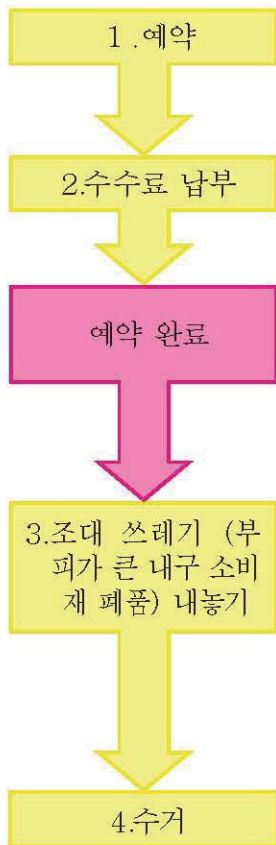 1.예약
2.수수료 납부
예약 완료
3.조대 쓰레기 (부
피가 큰 내구 소비
재 폐품) 내놓기
4.수거